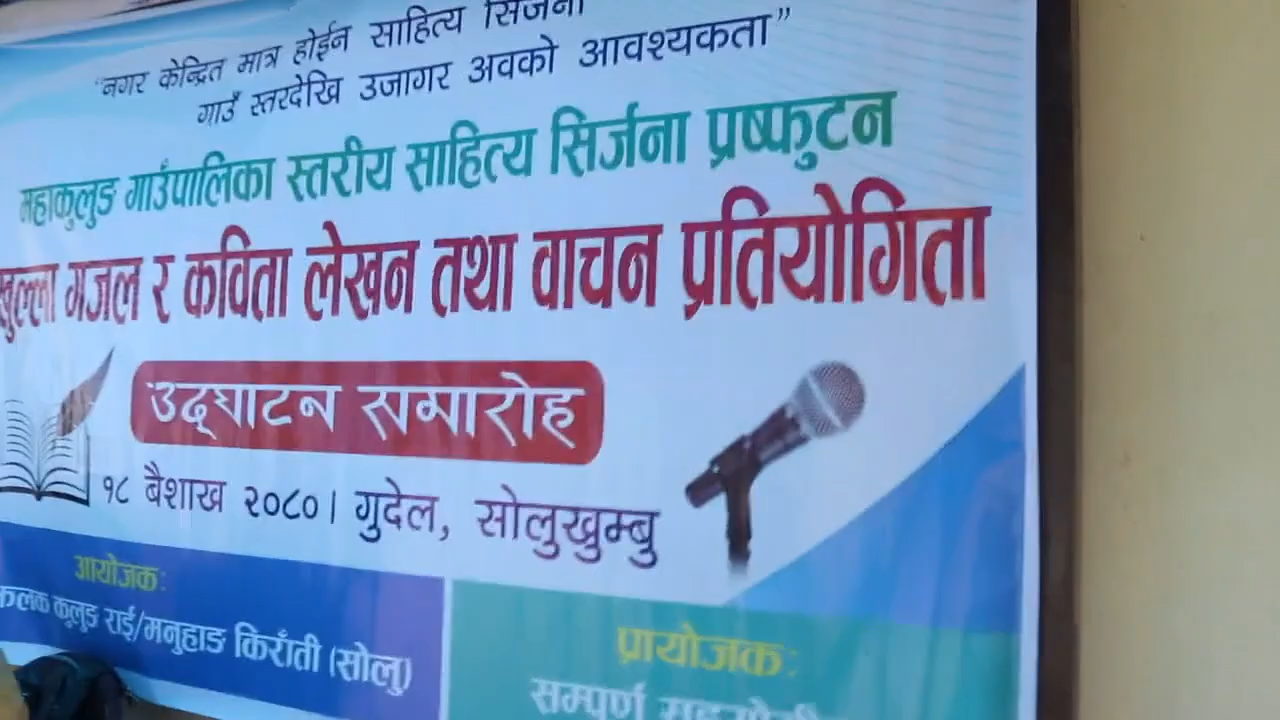 "नगर केन्द्रित मात्र होईन साहित्य सिर्जना
गाउँ स्तरदेखि उजागर अवको आवश्यकता"
महाकुलुङ गाउँपालिका स्तरीय साहित्य सिर्जना प्रष्फुटन
खुल्ला गजल र कविता लेखन तथा वाचन प्रतियोगिता
उद्घाटन समारोह
१८ बैशाख २०८०। गुदेल, सोलुखुम्बु
आयोजकः
कुलुङ राई/मनुहाङ किराँती (सोलु)
प्रायोजकः
सम्पूर्ण